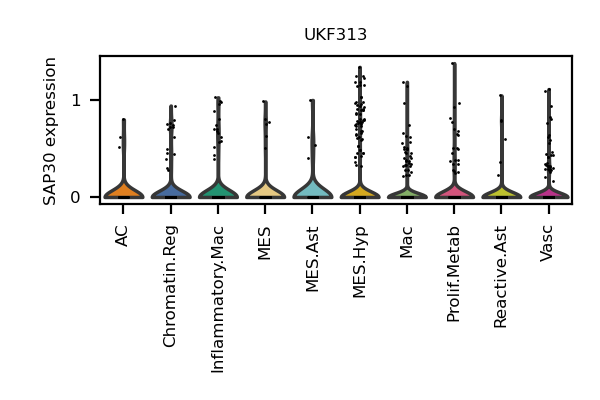 UKF313
SAP30 expression
1
0
AC
Chromatin.Reg
Inflammatory.Mac
MES
MES.Ast
MES.Hyp
Mac
Prolif.Metab
Reactive.Ast
Vasc